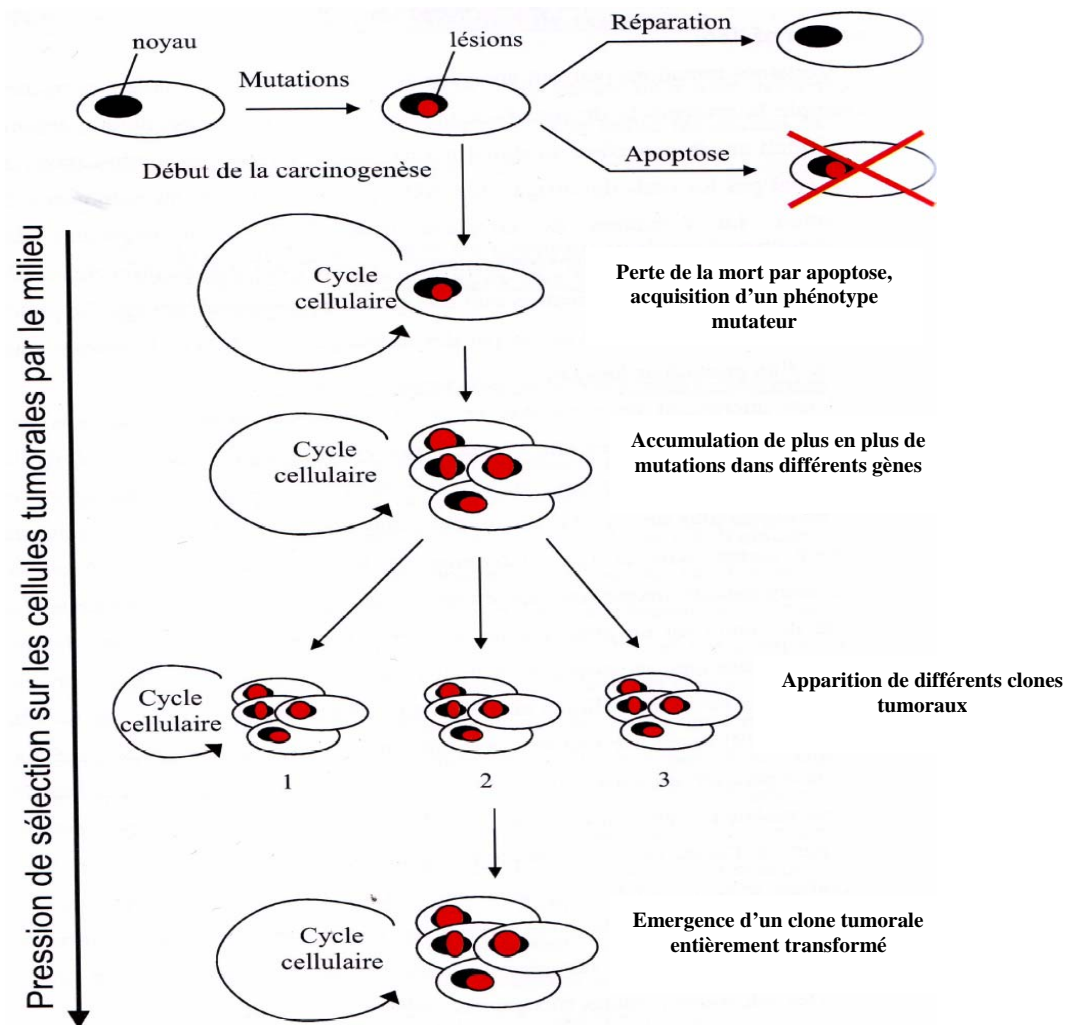 noyau
lésions
Réparation
Mutations
Début de la carcinogenèse
Apoptose
Pression de sélection sur les cellules tumorales par le milieu
Cycle
cellulaire
Perte de la mort par apoptose,
acquisition d’un phénotype
mutateur
Cycle
cellulaire
Accumulation de plus en plus de
mutations dans différents gènes
Cycle
cellulaire
Apparition de différents clones
tumoraux
1
2
3
Cycle
cellulaire
Emergence d’un clone tumorale
entièrement transformé